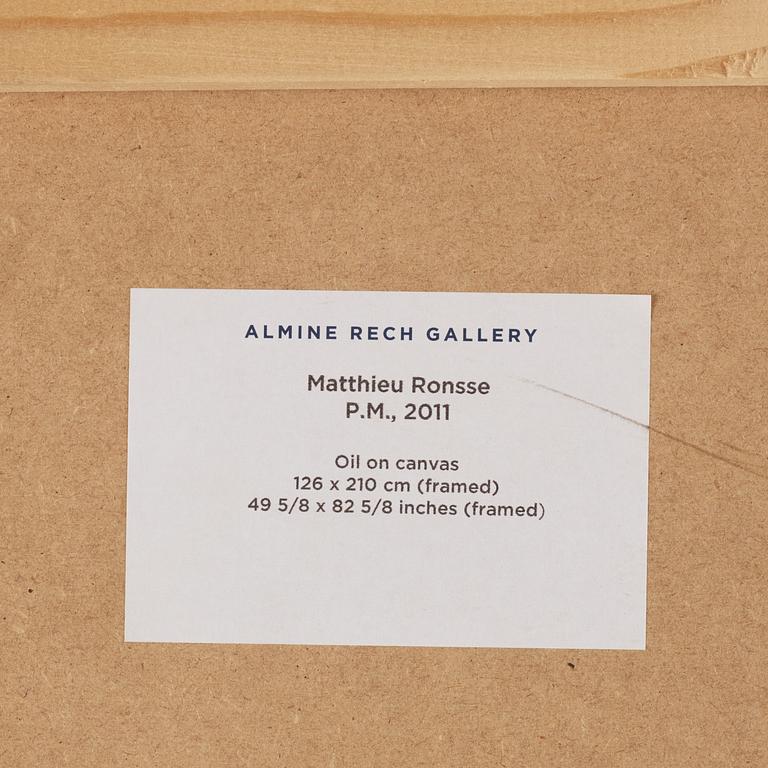 ALMINE RECH GALLERY
Matthieu Ronsse
P.M., 2011
Oil on canvas
126 x 210 cm (framed)
49 5/8 x 82 5/8 inches (framed)